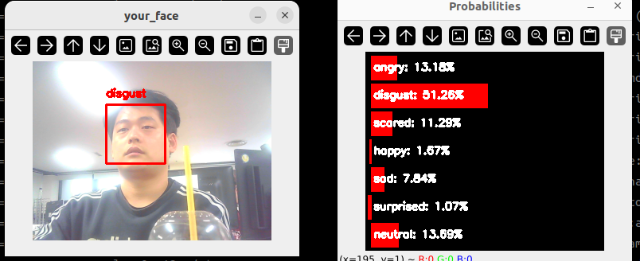 your_face
disgust
Probabilities
angry: 13.18%
disgust: 51.26%
scared: 11.29%
happy: 1.67%
sad: 7.84%
surprised: 1.07%
neutral: 13.69%
(x=195, y=1) ~ R:0 G:0 B:0